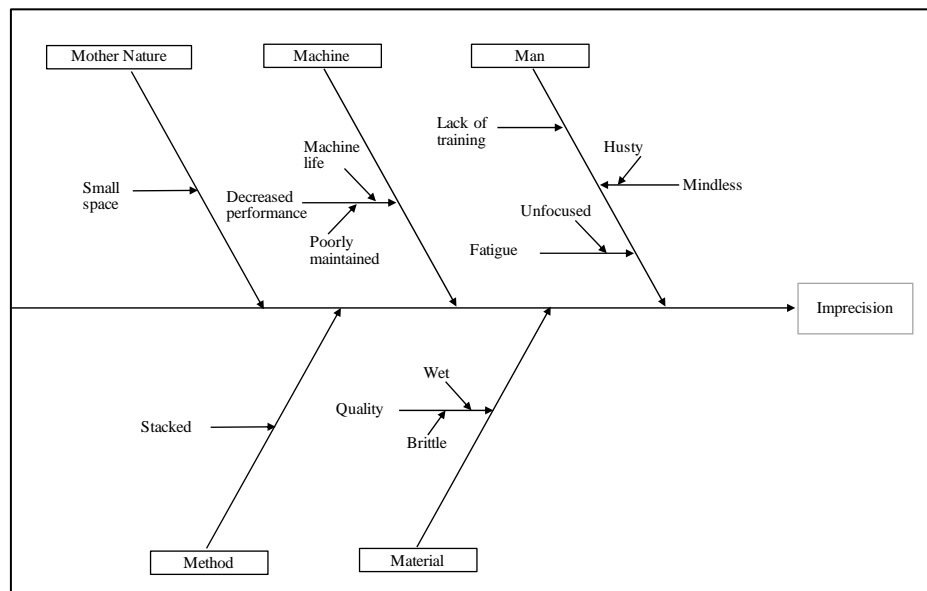 Mother Nature
Machine
Man
Lack of
training
Husty
Mindless
Machine
life
Small
space
Decreased
performance
Poorly
maintained
Unfocused
Fatigue
Imprecision
Wet
Quality
Brittle
Stacked
Method
Material